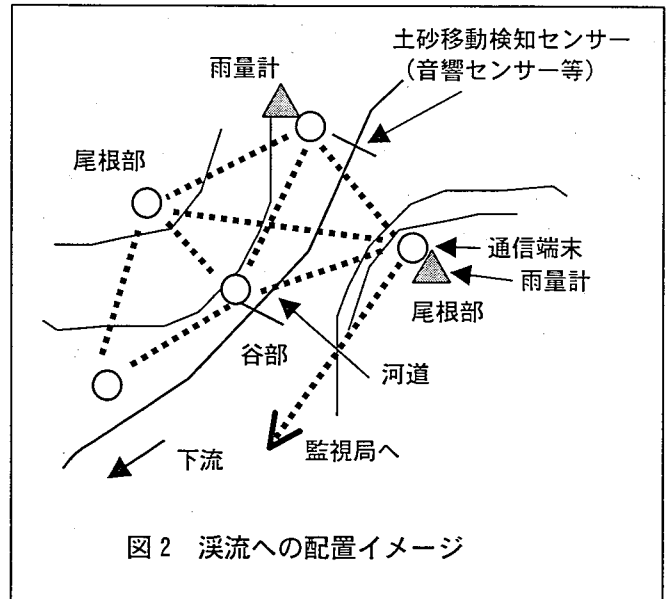 土砂移動検知センサー
（音響センサー等）
雨量計
尾根部
通信端末
雨量計
尾根部
谷部
河道
監視局へ
下流
図2 渓流への配置イメージ